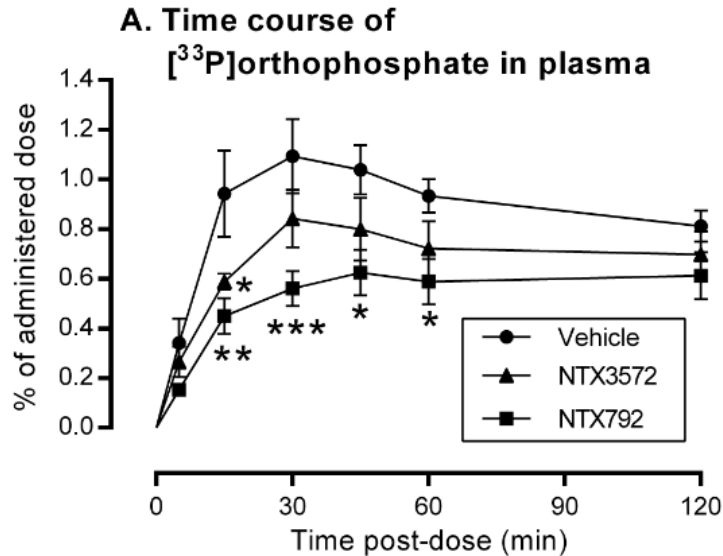 A. Time course of
[³³P]orthophosphate in plasma
% of administered dose
1.4
1.2
1.0
0.8
0.6
0.4
0.2
0.0
*
**
***
*
*
Vehicle
NTX3572
NTX792
0 30 60 90 120
Time post-dose (min)